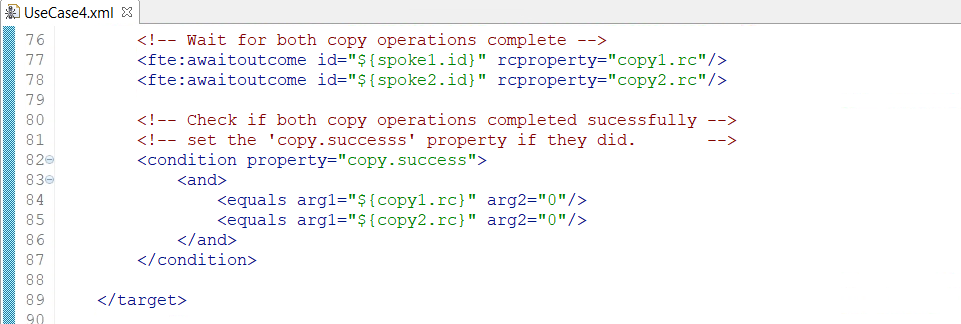 UseCase4.xml
76 <!-- Wait for both copy operations complete -->
77 <fte:awaitoutcome id="${spoke1.id}" rcproperty="copy1.rc"/>
78 <fte:awaitoutcome id="${spoke2.id}" rcproperty="copy2.rc"/>
79
80 <!-- Check if both copy operations completed sucessfully -->
81 <!-- set the 'copy.successs' property if they did. -->
82 <condition property="copy.success">
83 <and>
84 <equals arg1="${copy1.rc}" arg2="0"/>
85 <equals arg1="${copy2.rc}" arg2="0"/>
86 </and>
87 </condition>
88
89 </target>
90